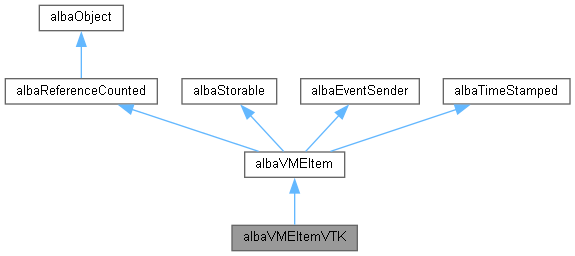 albaObject
albaReferenceCounted
albaStorable
albaEventSender
albaTimeStamped
albaVMEItem
albaVMEItemVTK